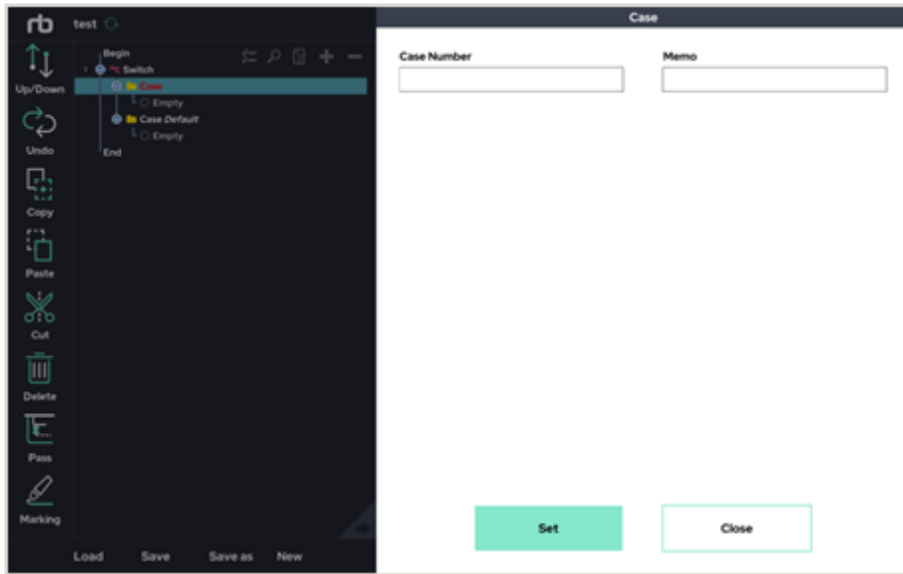 rb
test
Up/Down
Undo
Copy
Paste
Cut
Delete
Pass
Marking
Begin
1 Switch
Case
Empty
Case Default
Empty
End
Load Save Save as New
Case
Case Number Memo
Set Close